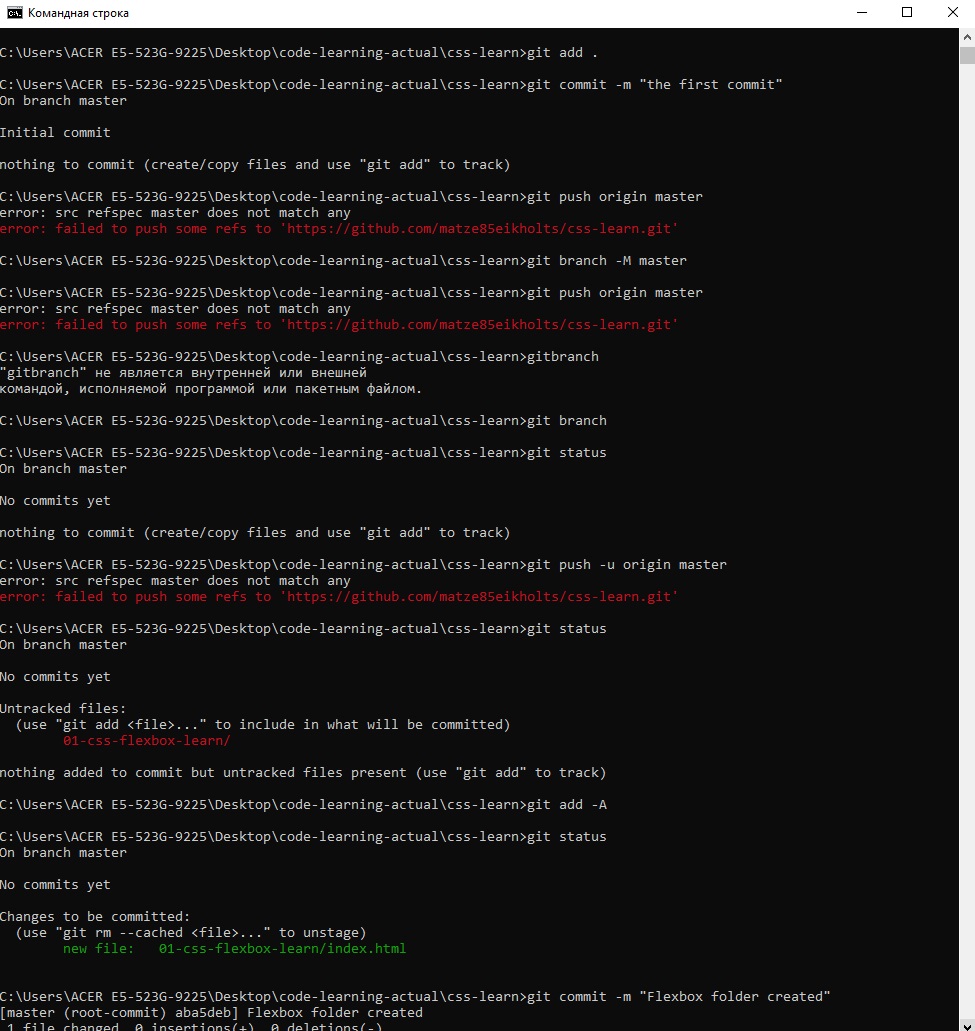 Командная строка
C:\Users\ACER E5-523G-9225\Desktop\code-learning-actual\css-learn>git add .
C:\Users\ACER E5-523G-9225\Desktop\code-learning-actual\css-learn>git commit -m "the first commit"
On branch master
Initial commit
nothing to commit (create/copy files and use "git add" to track)
C:\Users\ACER E5-523G-9225\Desktop\code-learning-actual\css-learn>git push origin master
error: src refspec master does not match any
error: failed to push some refs to 'https://github.com/matze85eikholts/css-learn.git'
C:\Users\ACER E5-523G-9225\Desktop\code-learning-actual\css-learn>git branch -M master
C:\Users\ACER E5-523G-9225\Desktop\code-learning-actual\css-learn>git push origin master
error: src refspec master does not match any
error: failed to push some refs to 'https://github.com/matze85eikholts/css-learn.git'
C:\Users\ACER E5-523G-9225\Desktop\code-learning-actual\css-learn>gitbranch
"gitbranch" не является внутренней или внешней
командой, исполняемой программой или пакетным файлом.
C:\Users\ACER E5-523G-9225\Desktop\code-learning-actual\css-learn>git branch
C:\Users\ACER E5-523G-9225\Desktop\code-learning-actual\css-learn>git status
On branch master
No commits yet
nothing to commit (create/copy files and use "git add" to track)
C:\Users\ACER E5-523G-9225\Desktop\code-learning-actual\css-learn>git push -u origin master
error: src refspec master does not match any
error: failed to push some refs to 'https://github.com/matze85eikholts/css-learn.git'
C:\Users\ACER E5-523G-9225\Desktop\code-learning-actual\css-learn>git status
On branch master
No commits yet
Untracked files:
(use "git add <file>..." to include in what will be committed)
01-css-flexbox-learn/
nothing added to commit but untracked files present (use "git add" to track)
C:\Users\ACER E5-523G-9225\Desktop\code-learning-actual\css-learn>git add -A
C:\Users\ACER E5-523G-9225\Desktop\code-learning-actual\css-learn>git status
On branch master
No commits yet
Changes to be committed:
(use "git rm --cached <file>..." to unstage)
new file:   01-css-flexbox-learn/index.html
C:\Users\ACER E5-523G-9225\Desktop\code-learning-actual\css-learn>git commit -m "Flexbox folder created"
[master (root-commit) aba5deb] Flexbox folder created
1 file changed, 0 insertions(+), 0 deletions(-)